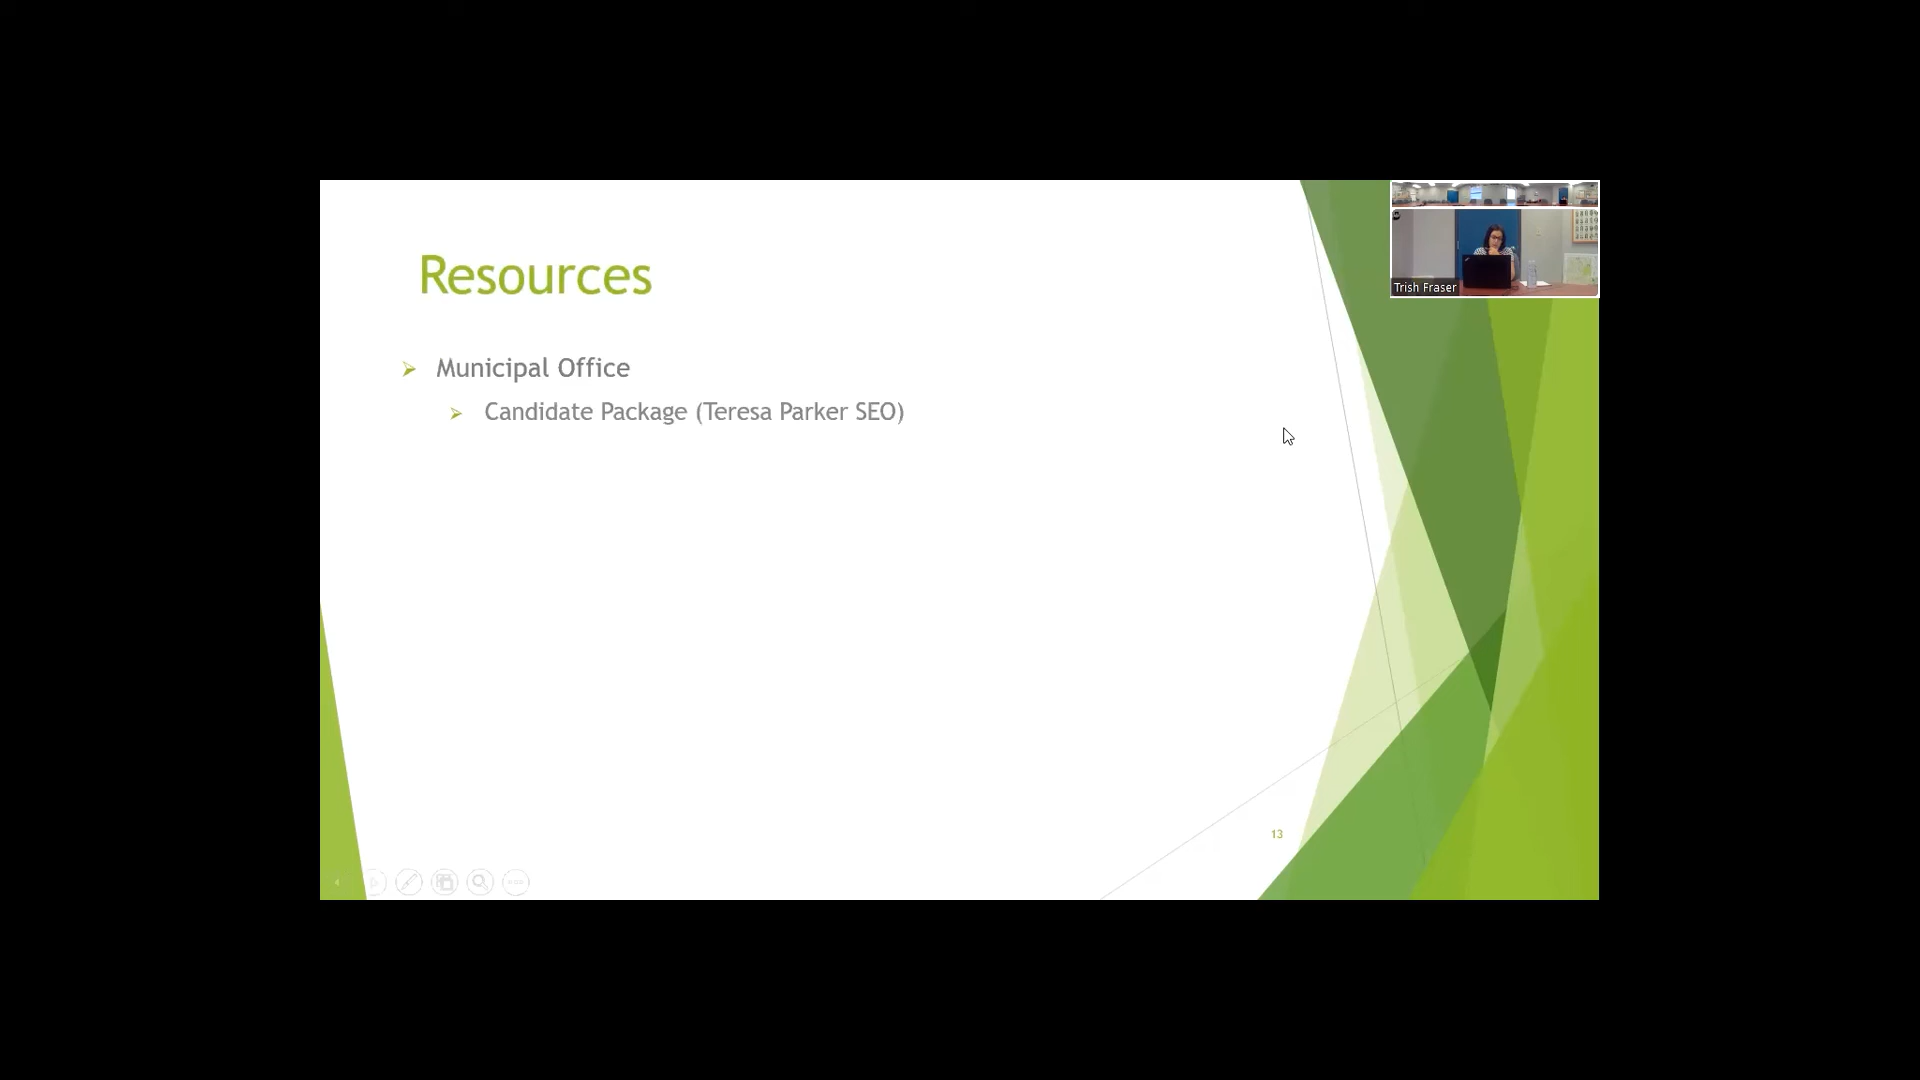 Resources
Municipal Office
Candidate Package (Teresa Parker SEO)
Trish Fraser
13